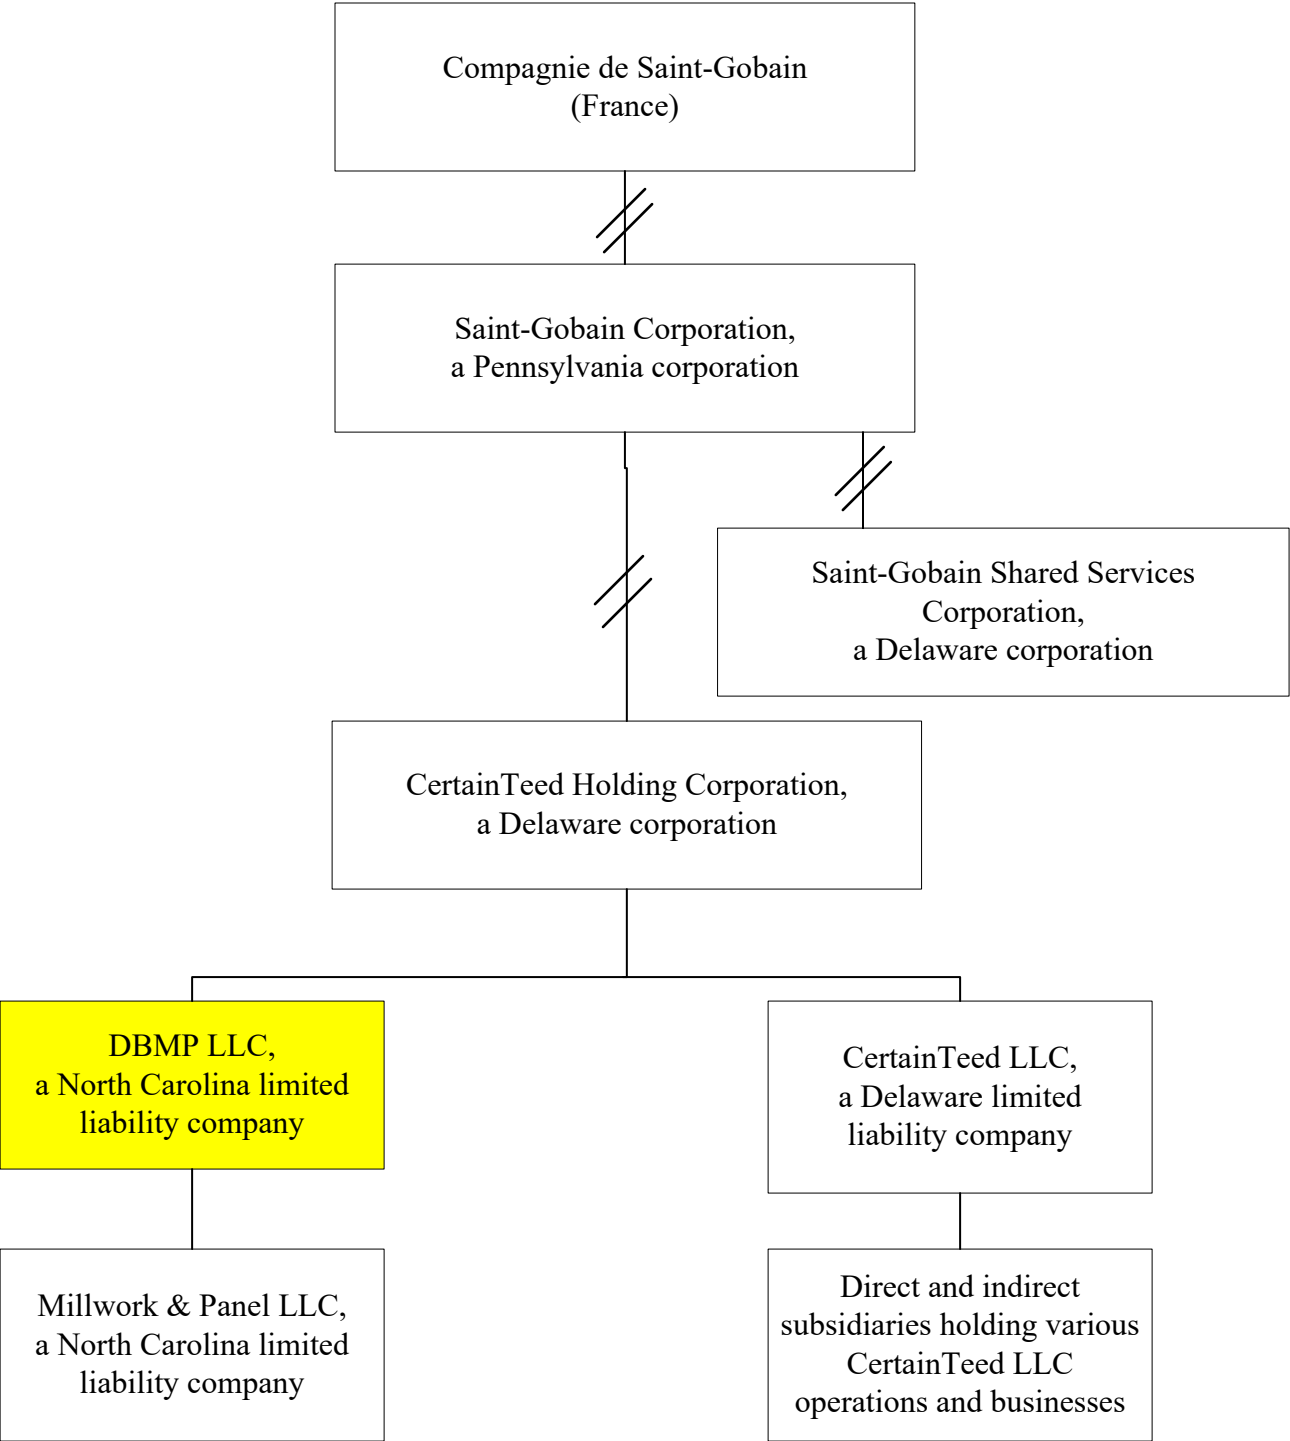 Compagnie de Saint-Gobain
(France)
Saint-Gobain Corporation,
a Pennsylvania corporation
Saint-Gobain Shared Services
Corporation,
a Delaware corporation
CertainTeed Holding Corporation,
a Delaware corporation
DBMP LLC,
a North Carolina limited
liability company
CertainTeed LLC,
a Delaware limited
liability company
Millwork & Panel LLC,
a North Carolina limited
liability company
Direct and indirect
subsidiaries holding various
CertainTeed LLC
operations and businesses